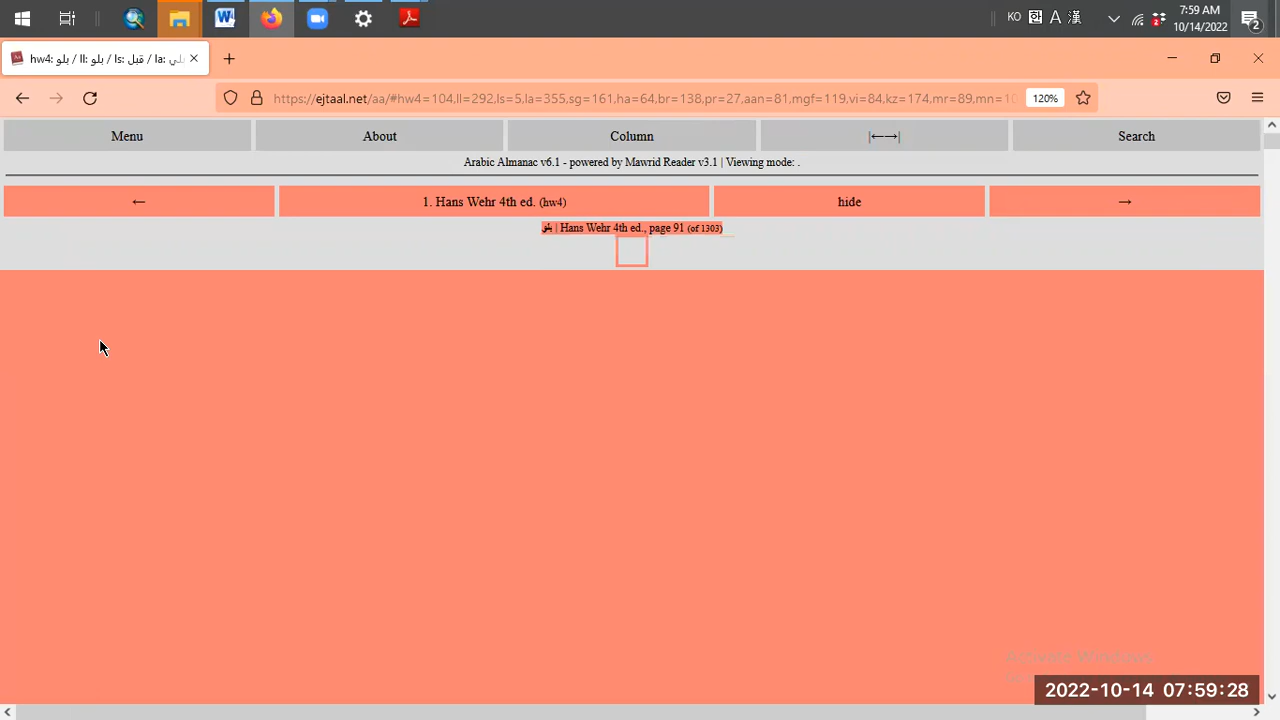 KO A 漢
7:59 AM
10/14/2022
2
hw4: بلو / ll: بلو / ls: قبل / la:
https://ejtaal.net/aa/#hw4=104,ll=292,ls=5,la=355,sg=161,ha=64,br=138,pr=27,aan=81,mgf=119,vi=84,kz=174,mr=89,mn=1
120%
Menu About Column |←→| Search
Arabic Almanac v6.1 - powered by Mawrid Reader v3.1 | Viewing mode: .
← 1. Hans Wehr 4th ed. (hw4) hide →
| Hans Wehr 4th ed., page 91 (of 1303)
Activate Windows
2022-10-14 07:59:28